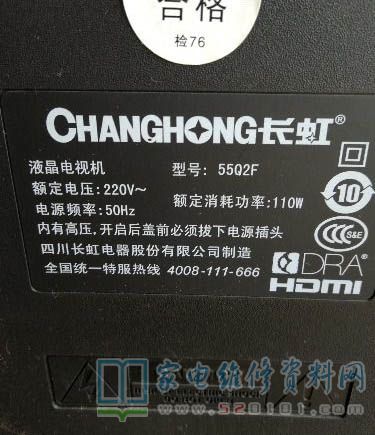 合格
检76
CHANGHONG长虹®
液晶电视机 型号: 55Q2F
额定电压: 220V~ 额定消耗功率: 110W
电源频率: 50Hz
内有高压, 开启后盖前必须拔下电源插头
四川长虹电器股份有限公司制造
全国统一特服热线 4008-111-666
10
CCC S&E
DRA®
HDMI
家电维修资料网
www.520101.com